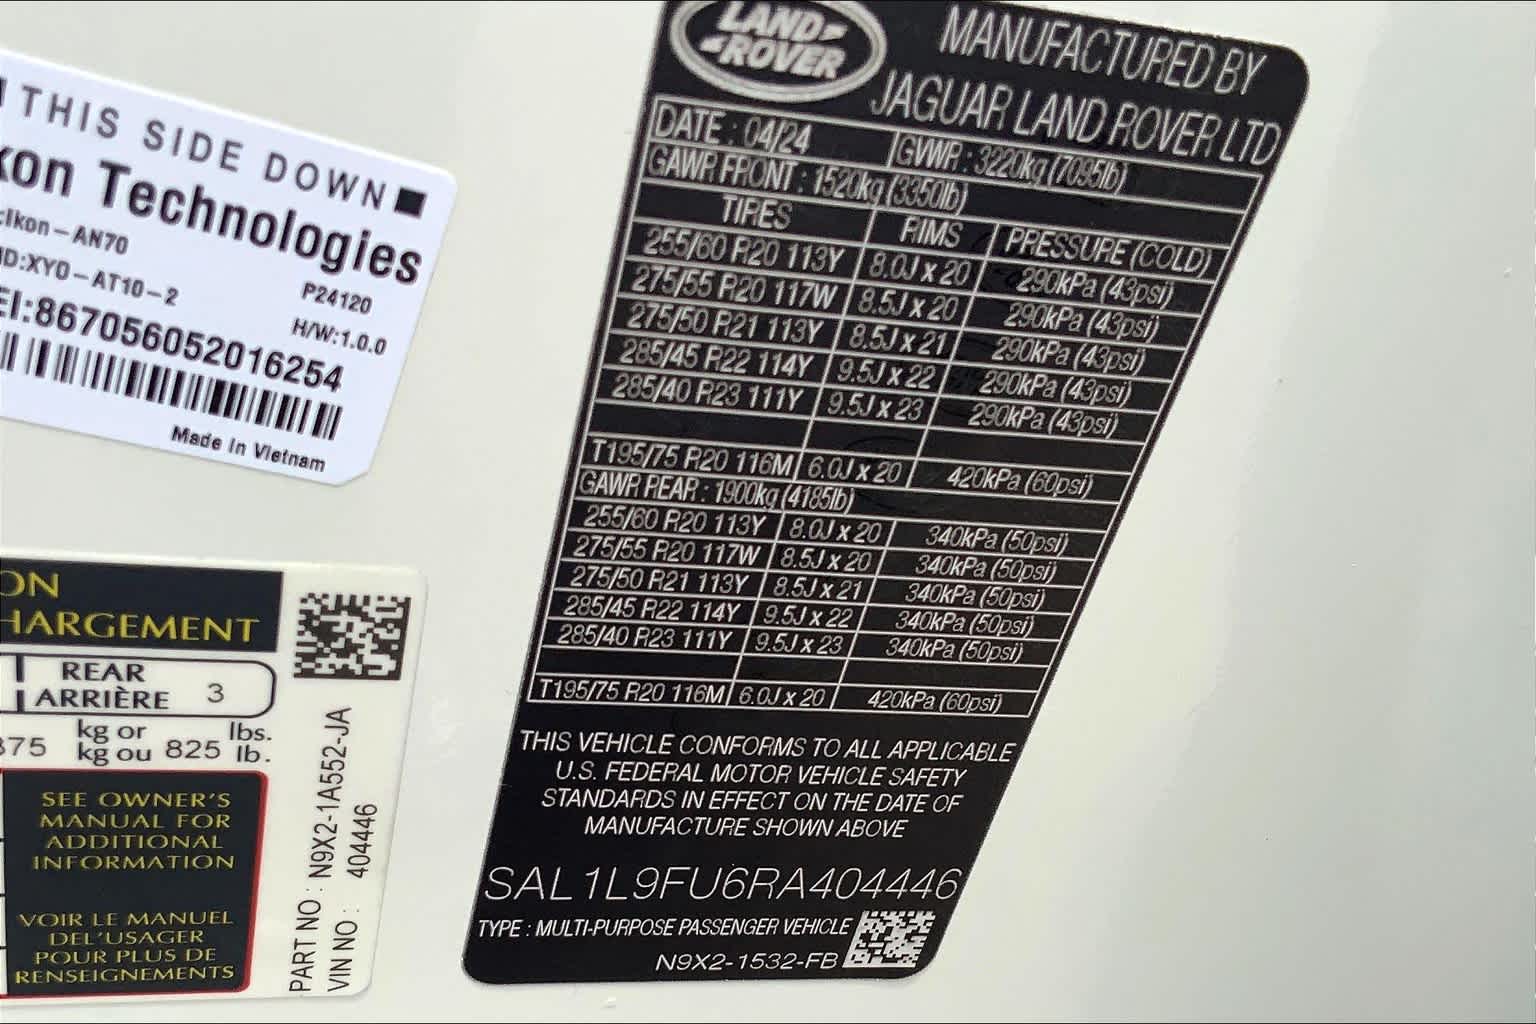 THIS SIDE DOWN
Technologies
Ikon-AN70
P24120
XY0-AT10-2
H/W:1.0.0
867056052016254
Made In Vietnam
REAR
ARRIÈRE 3
kg or lbs.
kg ou 825 lb.
SEE OWNER'S
MANUAL FOR
ADDITIONAL
INFORMATION
VOIR LE MANUEL
DEL'USAGER
POUR PLUS DE
RENSEIGNEMENTS
PART NO : N9X2-1A552-JA
VIN NO : 404446
LAND
ROVER
MANUFACTURED BY
JAGUAR LAND ROVER LTD
DATE : 04/24 GVWR : 3220kg (7095lb)
GAWR FRONT : 1520kg (3350lb)
TIRES RIMS PRESSURE (COLD)
255/60 R20 113Y 8.0J x 20 290kPa (43psi)
275/55 R20 117W 8.5J x 20 290kPa (43psi)
275/50 R21 113Y 8.5J x 21 290kPa (43psi)
285/45 R22 114Y 9.5J x 22 290kPa (43psi)
285/40 R23 111Y 9.5J x 23 290kPa (43psi)
T195/75 R20 116M 6.0J x 20 420kPa (60psi)
GAWR REAR : 1900kg (4185lb)
255/60 R20 113Y 8.0J x 20 340kPa (50psi)
275/55 R20 117W 8.5J x 20 340kPa (50psi)
275/50 R21 113Y 8.5J x 21 340kPa (50psi)
285/45 R22 114Y 9.5J x 22 340kPa (50psi)
285/40 R23 111Y 9.5J x 23 340kPa (50psi)
T195/75 R20 116M 6.0J x 20 420kPa (60psi)
THIS VEHICLE CONFORMS TO ALL APPLICABLE
U.S. FEDERAL MOTOR VEHICLE SAFETY
STANDARDS IN EFFECT ON THE DATE OF
MANUFACTURE SHOWN ABOVE
SAL1L9FU6RA404446
TYPE : MULTI-PURPOSE PASSENGER VEHICLE
N9X2-1532-FB